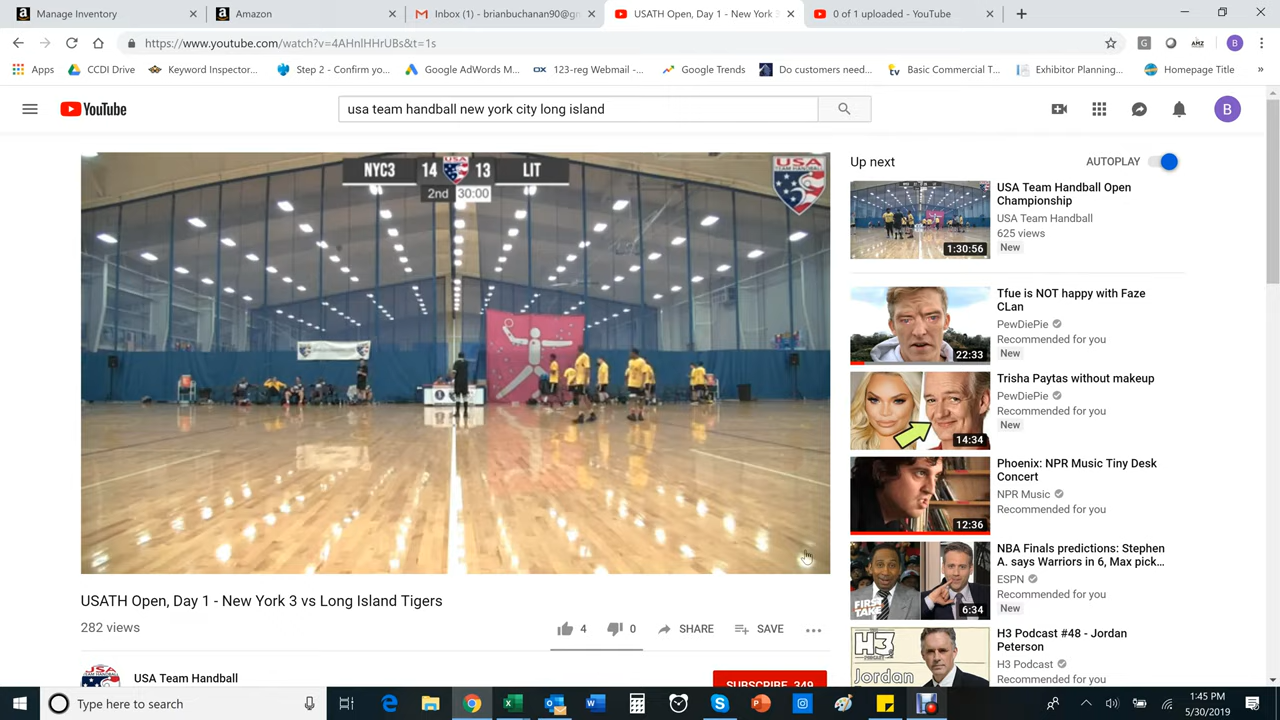 Manage Inventory
Amazon
Inbox (1) - brianbuchanan90@gm
USATH Open, Day 1 - New York 3
0 of 1 uploaded - YouTube
https://www.youtube.com/watch?v=4AHnlHHrUBs&t=1s
Apps
CCDI Drive
Keyword Inspector...
Step 2 - Confirm yo...
Google AdWords M...
123-reg Webmail -...
Google Trends
Do customers need...
Basic Commercial T...
Exhibitor Planning...
Homepage Title
YouTube
usa team handball new york city long island
B
NYC3 14 13 LIT
2nd 30:00
USA
Up next
AUTOPLAY
USA Team Handball Open
Championship
USA Team Handball
625 views
New
1:30:56
Tfue is NOT happy with Faze
CLan
PewDiePie
Recommended for you
New
22:33
Trisha Paytas without makeup
PewDiePie
Recommended for you
New
14:34
Phoenix: NPR Music Tiny Desk
Concert
NPR Music
Recommended for you
12:36
NBA Finals predictions: Stephen
A. says Warriors in 6, Max pick...
ESPN
Recommended for you
New
FIRST
TAKE
6:34
H3 Podcast #48 - Jordan
Peterson
H3 Podcast
Recommended for you
H3
Jordan
USATH Open, Day 1 - New York 3 vs Long Island Tigers
282 views
4
0
SHARE
SAVE
USA Team Handball
SUBSCRIBE 349
Type here to search
1:45 PM
5/30/2019